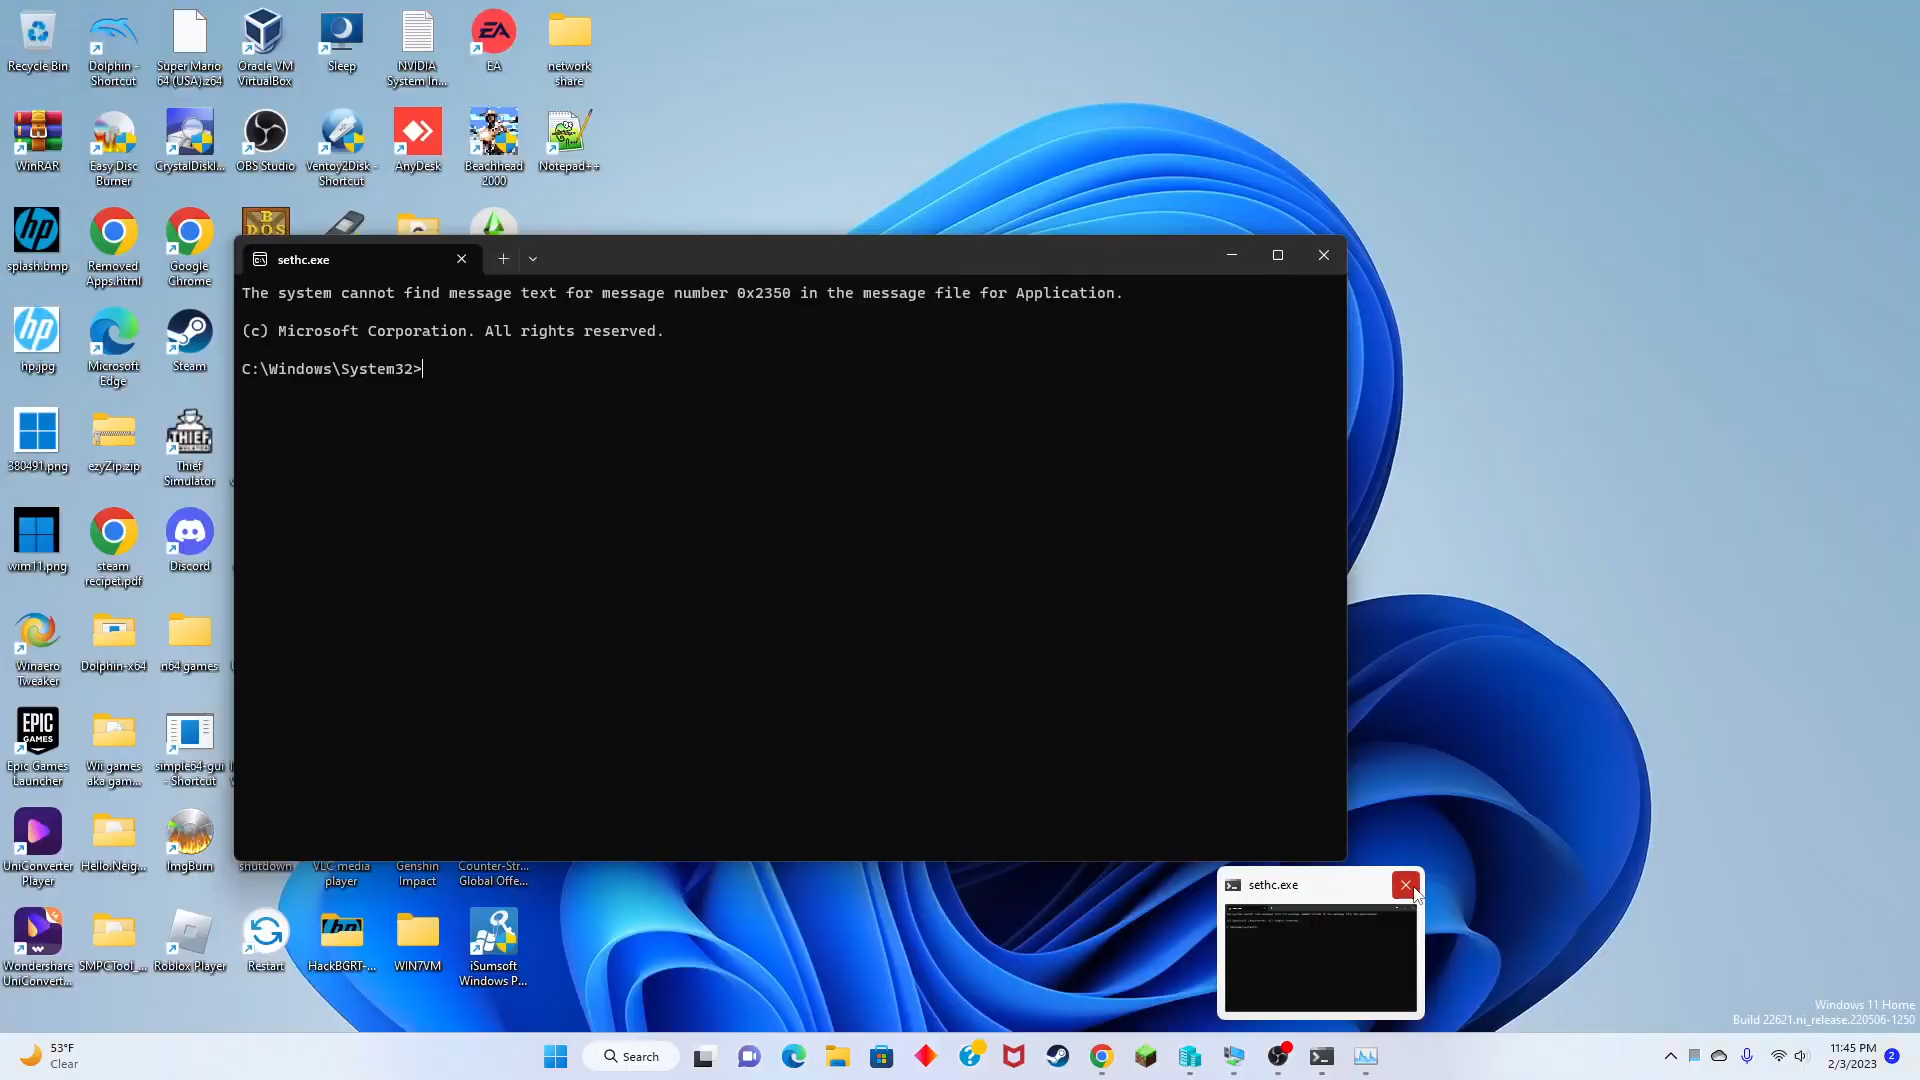 Recycle Bin
Dolphin -
Shortcut
Super Mario
64 (USA).z64
Oracle VM
VirtualBox
Sleep
NVIDIA
System In...
EA
EA
network
share
WinRAR
Easy Disc
Burner
CrystalDiskI...
OBS Studio
Ventoy2Disk -
Shortcut
AnyDesk
Beachhead
2000
Notepad++
splash.bmp
Removed
Apps.html
Google
Chrome
DOS
hp.jpg
Microsoft
Edge
Steam
380491.png
ezyZip.zip
THIEF
Thief
Simulator
wim11.png
steam
recipet.pdf
Discord
Winaero
Tweaker
Dolphin-x64
n64 games
EPIC
GAMES
Epic Games
Launcher
Wii games
aka gam...
simple64-gui
- Shortcut
UniConverter
Player
Hello.Neig...
ImgBurn
shutdown
VLC media
player
Genshin
Impact
Counter-Str...
Global Offe...
Wondershare
UniConvert...
SMPCTool_...
Roblox Player
Restart
HackBGRT-...
WIN7VM
iSumsoft
Windows P...
sethc.exe
The system cannot find message text for message number 0x2350 in the message file for Application.
(c) Microsoft Corporation. All rights reserved.
C:\Windows\System32>
sethc.exe
Windows 11 Home
Build 22621.ni_release.220506-1250
53°F
Clear
Search
11:45 PM
2/3/2023
2